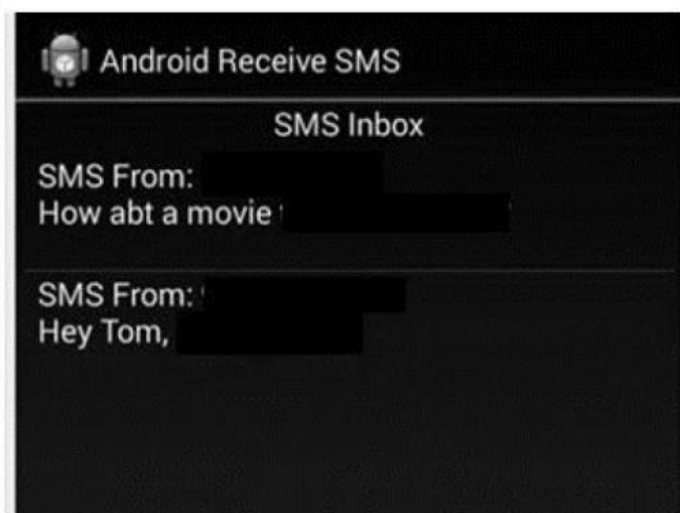 Android Receive SMS
SMS Inbox
SMS From:
How abt a movie
SMS From:
Hey Tom,